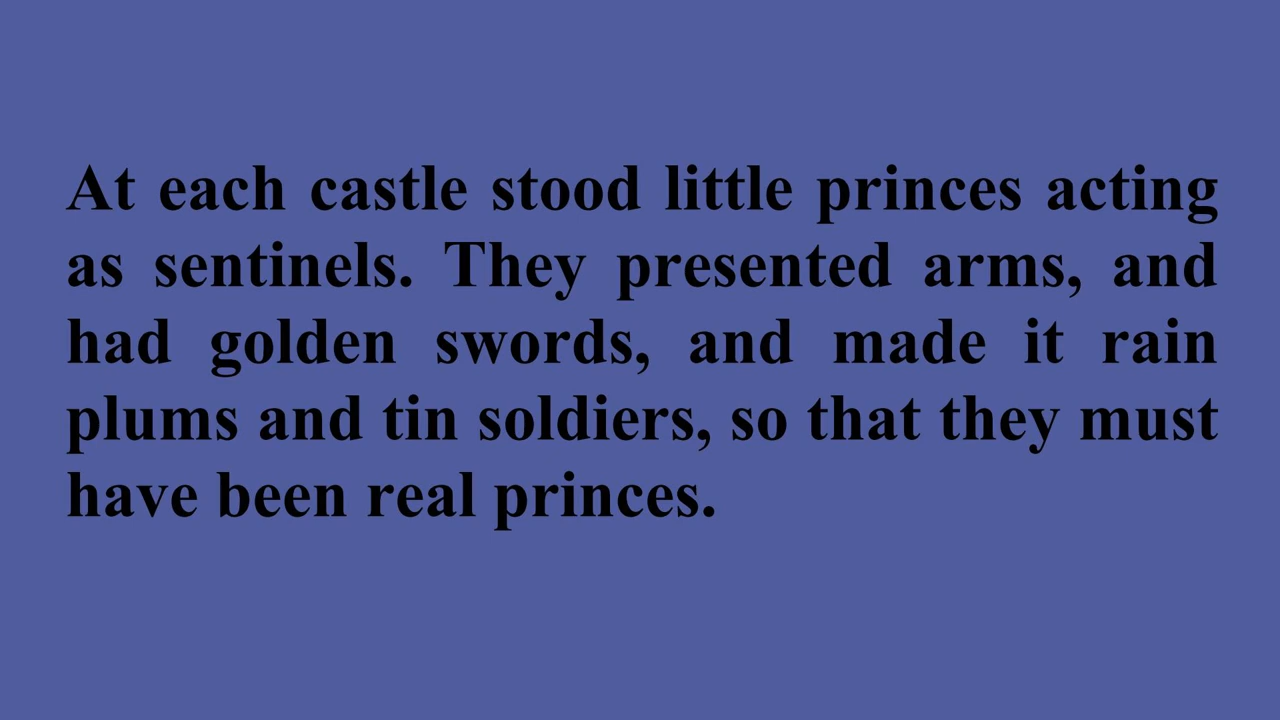 At each castle stood little princes acting
as sentinels. They presented arms, and
had golden swords, and made it rain
plums and tin soldiers, so that they must
have been real princes.